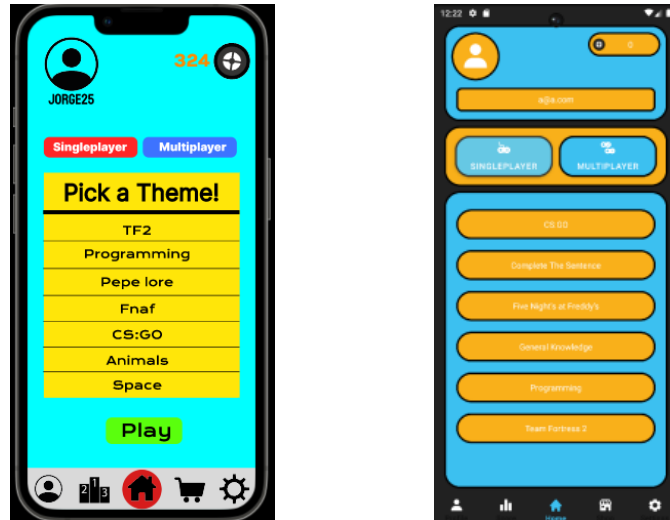 324
JORGE25
Singleplayer
Multiplayer
Pick a Theme!
TF2
Programming
Pepe lore
Fnaf
CS:GO
Animals
Space
Play
2 1 3
12:22
0
a@a.com
SINGLEPLAYER
MULTIPLAYER
CS:GO
Complete The Sentence
Five Night's at Freddy's
General Knowledge
Programming
Team Fortress 2
Home